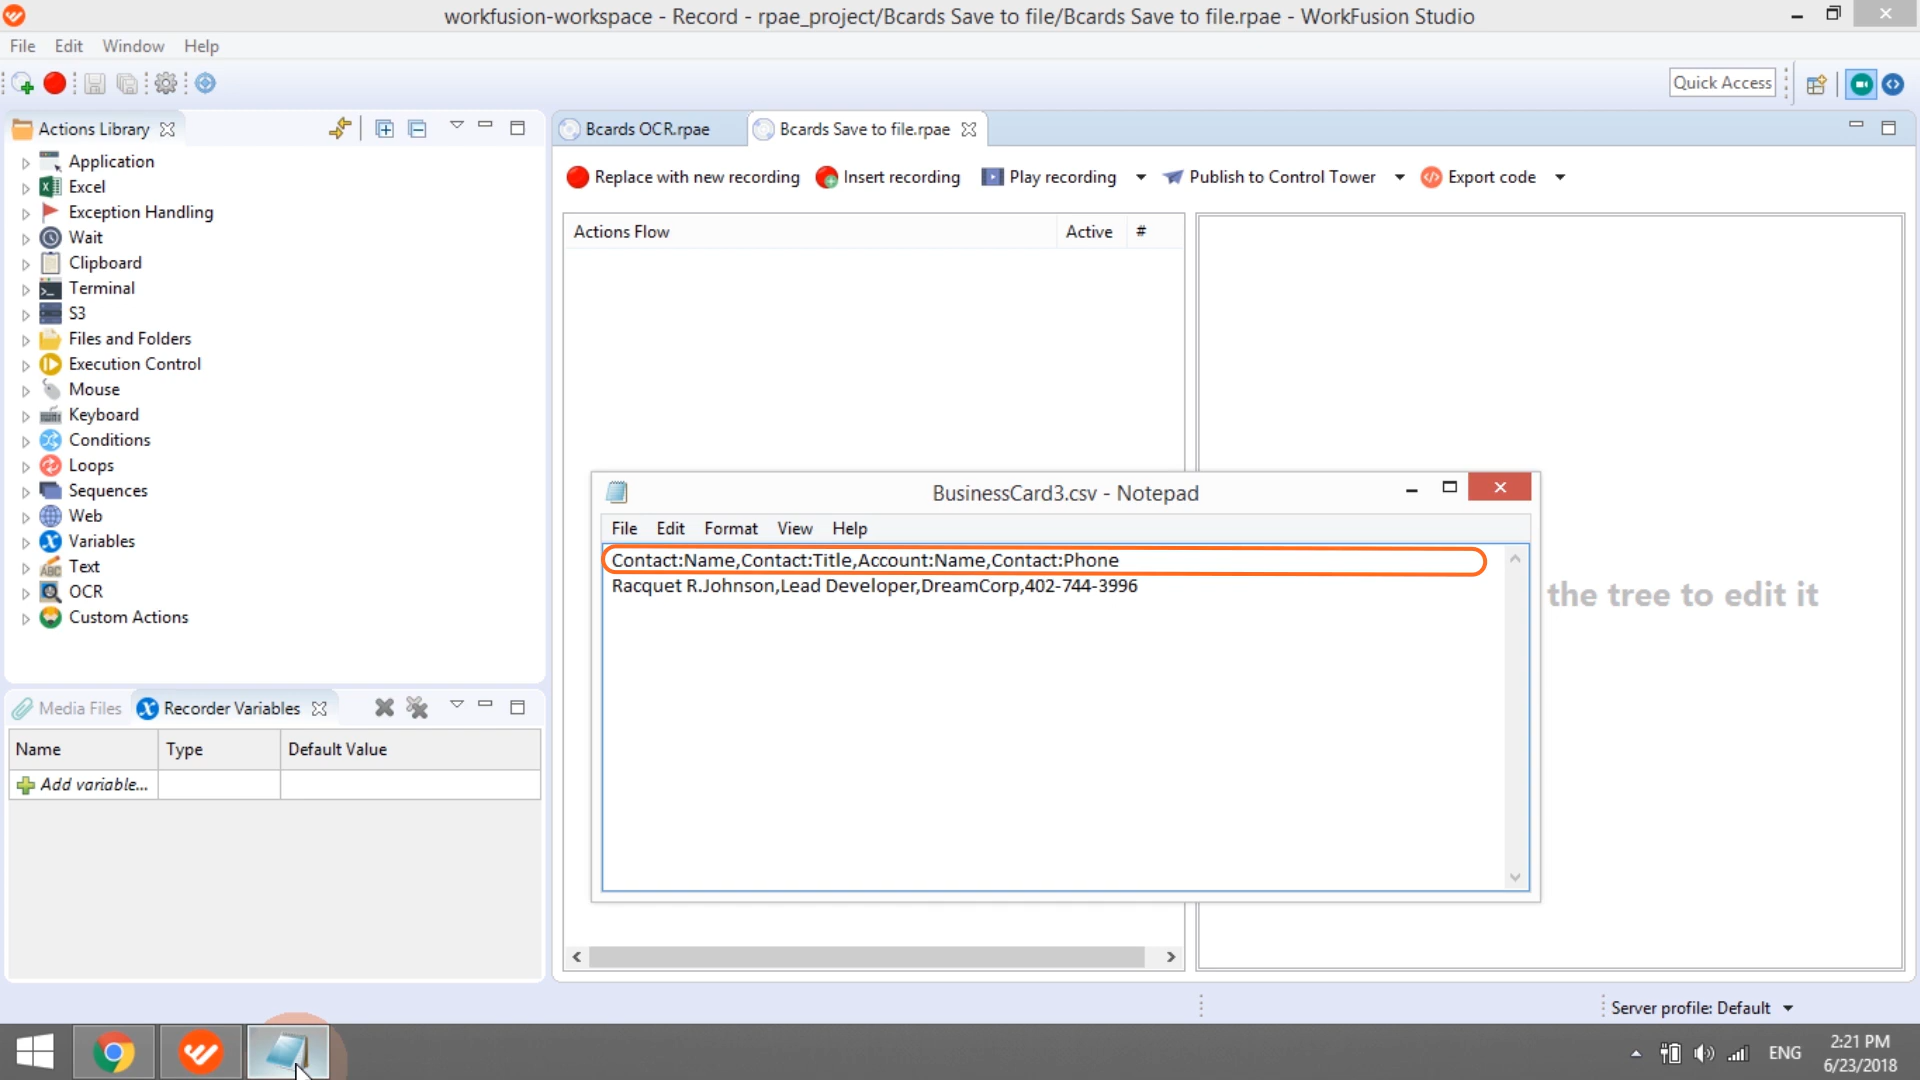 workfusion-workspace - Record - rpae_project/Bcards Save to file/Bcards Save to file.rpae - WorkFusion Studio
File Edit Window Help
Quick Access
Actions Library
Application
Excel
Exception Handling
Wait
Clipboard
Terminal
S3
Files and Folders
Execution Control
Mouse
Keyboard
Conditions
Loops
Sequences
Web
Variables
Text
OCR
Custom Actions
Media Files Recorder Variables
Name Type Default Value
Add variable...
Bcards OCR.rpae Bcards Save to file.rpae
Replace with new recording Insert recording Play recording Publish to Control Tower Export code
Actions Flow Active #
the tree to edit it
BusinessCard3.csv - Notepad
File Edit Format View Help
Contact:Name,Contact:Title,Account:Name,Contact:Phone
Racquet R.Johnson,Lead Developer,DreamCorp,402-744-3996
Server profile: Default
ENG
2:21 PM
6/23/2018